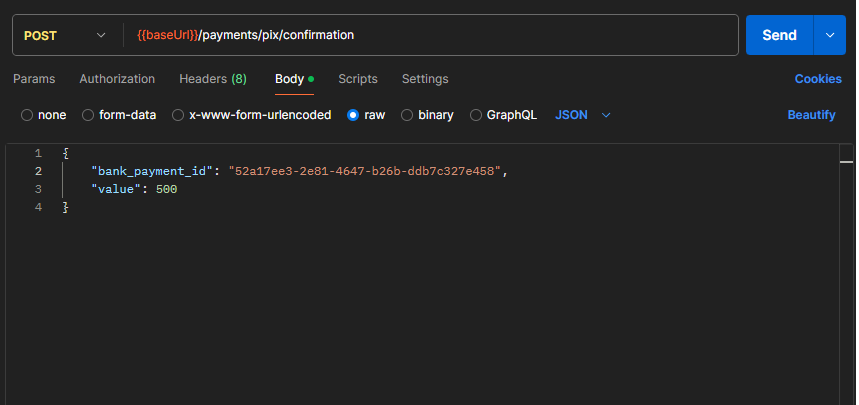 POST {{baseUrl}}/payments/pix/confirmation Send
Params Authorization Headers (8) Body Scripts Settings Cookies
none form-data x-www-form-urlencoded raw binary GraphQL JSON Beautify
1 {
2 "bank_payment_id": "52a17ee3-2e81-4647-b26b-ddb7c327e458",
3 "value": 500
4 }